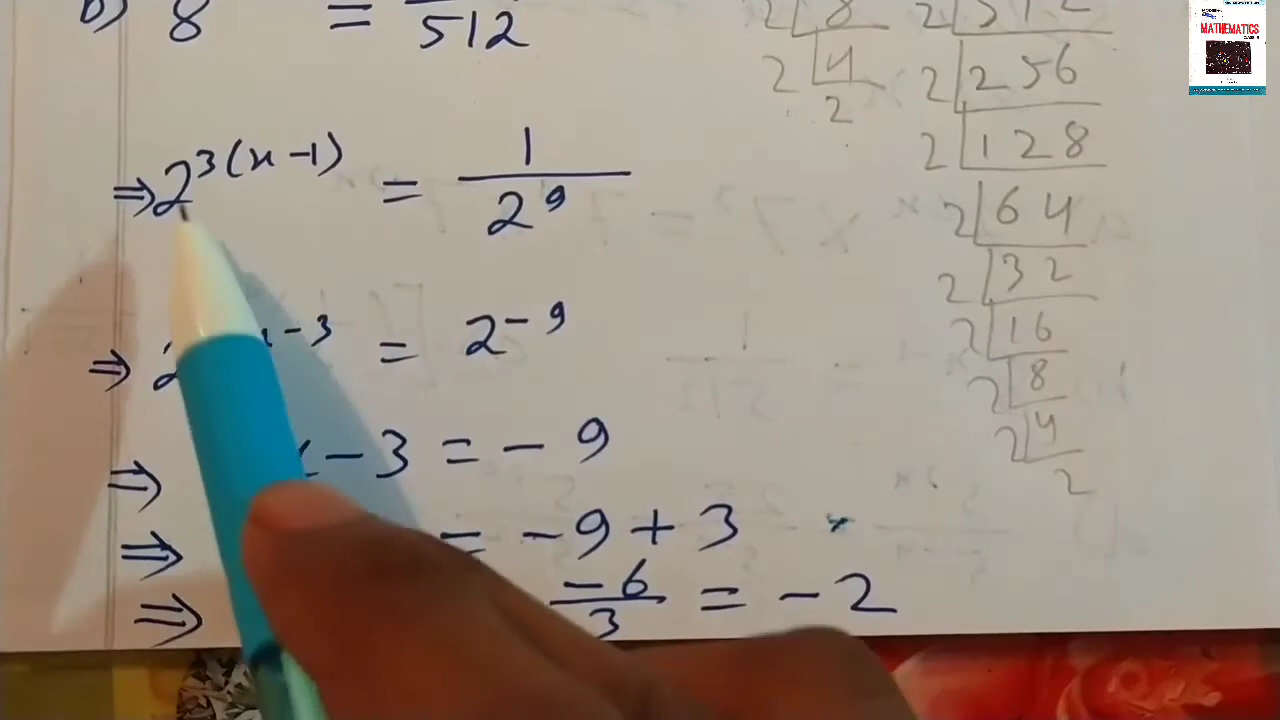 b) 8 = 512
⇒ 2^3(x-1) = 1/2^9
⇒ 2 x-3 = 2^-9
⇒ x-3 = -9
⇒ = -9+3
⇒ -6/3 = -2
2 8
2 4
2
2 512
2 256
2 128
2 64
2 32
2 16
2 8
2 4
2
MATHEMATICS